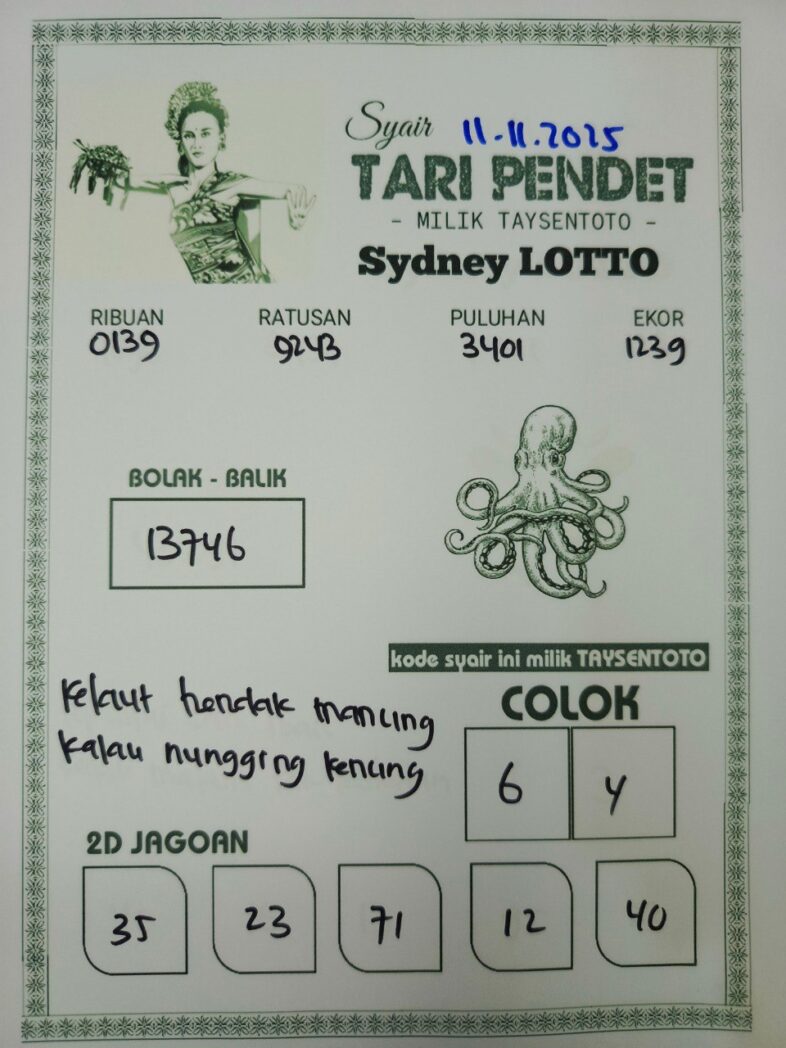 Syair 11-11-2025
TARI PENDET
- MILIK TAYSENTOTO -
Sydney LOTTO
RIBUAN RATUSAN PULUHAN EKOR
0139 9243 3401 1239
BOLAK - BALIK
13746
kode syair ini milik TAYSENTOTO
Kelaut hendak mancing
kalau nungging kencing
COLOK
6 4
2D JAGOAN
35 23 71 12 40